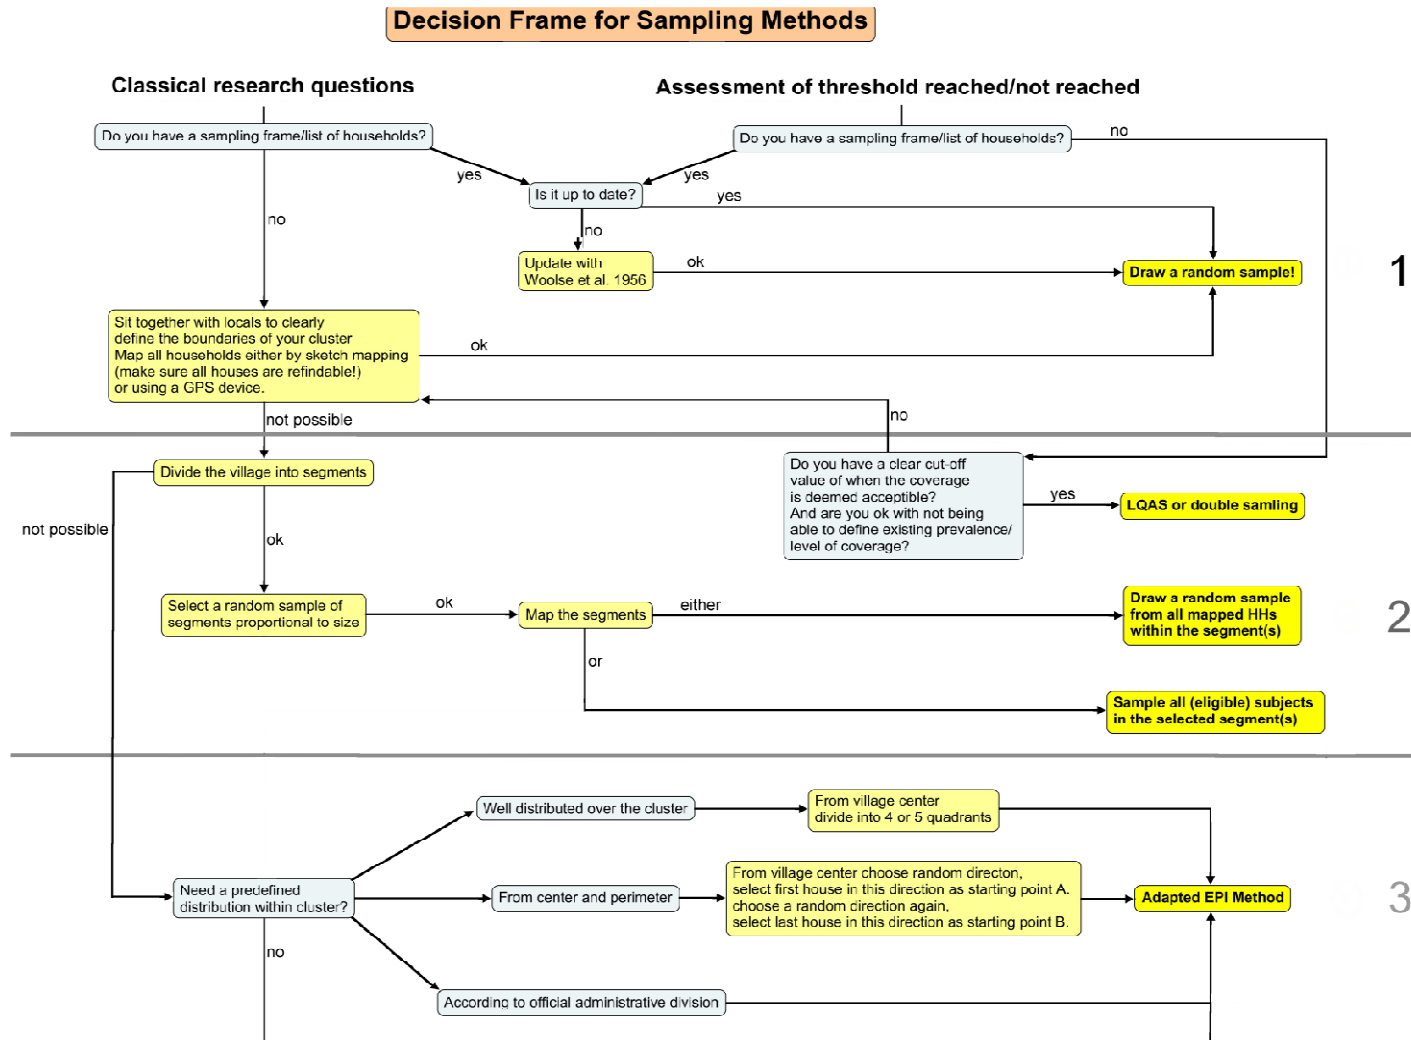 Decision Frame for Sampling Methods
Classical research questions
Assessment of threshold reached/not reached
Do you have a sampling frame/list of households?
Do you have a sampling frame/list of households?
no
yes
yes
Is it up to date?
yes
no
no
Update with
Woolse et al. 1956
ok
Draw a random sample!
1
Sit together with locals to clearly
define the boundaries of your cluster
Map all households either by sketch mapping
(make sure all houses are refindable!)
or using a GPS device.
ok
not possible
no
Divide the village into segments
Do you have a clear cut-off
value of when the coverage
is deemed acceptible?
And are you ok with not being
able to define existing prevalence/
level of coverage?
yes
LQAS or double samling
not possible
ok
Select a random sample of
segments proportional to size
ok
Map the segments
either
Draw a random sample
from all mapped HHs
within the segment(s)
2
or
Sample all (eligible) subjects
in the selected segment(s)
Well distributed over the cluster
From village center
divide into 4 or 5 quadrants
Need a predefined
distribution within cluster?
From center and perimeter
From village center choose random directon,
select first house in this direction as starting point A.
choose a random direction again,
select last house in this direction as starting point B.
Adapted EPI Method
3
no
According to official administrative division